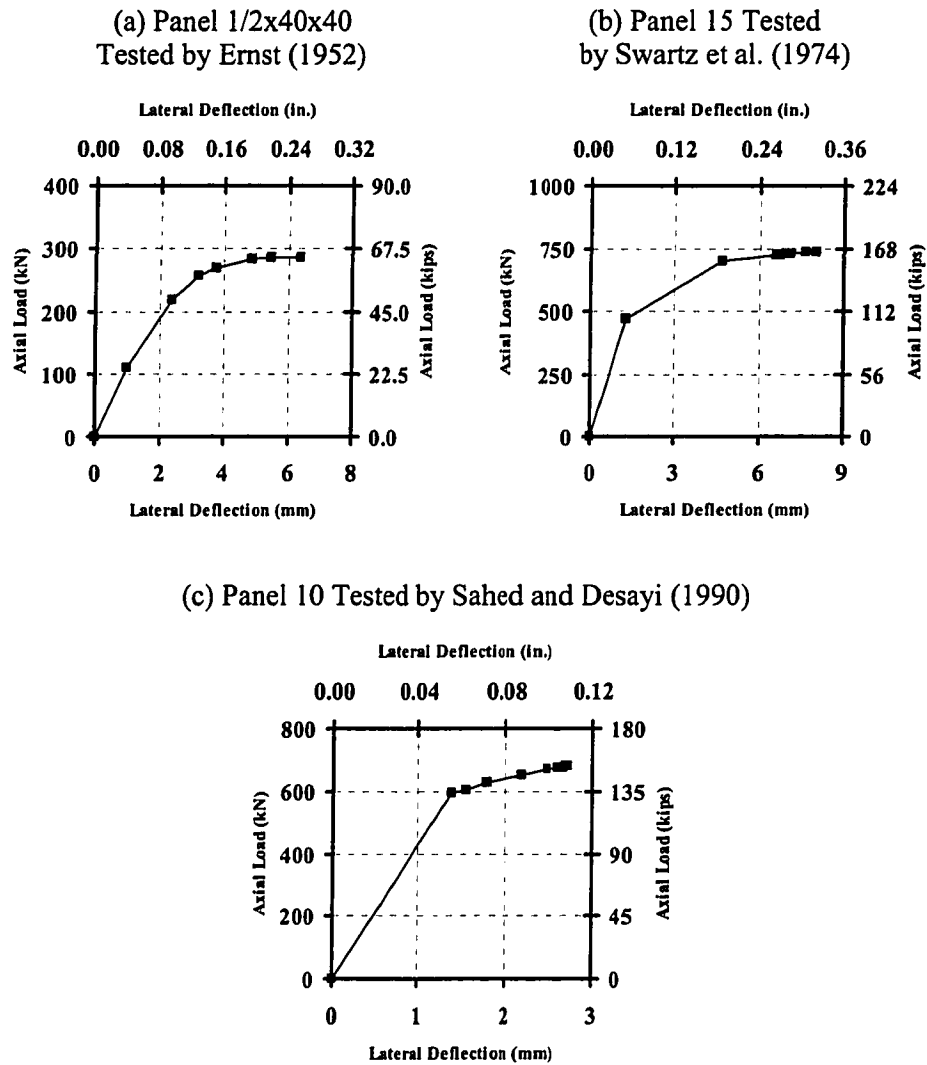 (a) Panel 1/2x40x40
Tested by Ernst (1952)
Lateral Deflection (in.)
0.00 0.08 0.16 0.24 0.32
400 90.0
300 67.5
200 45.0
100 22.5
0 0.0
Axial Load (kN)
Axial Load (kips)
0 2 4 6 8
Lateral Deflection (mm)
(b) Panel 15 Tested
by Swartz et al. (1974)
Lateral Deflection (in.)
0.00 0.12 0.24 0.36
1000 224
750 168
500 112
250 56
0 0
Axial Load (kN)
Axial Load (kips)
0 3 6 9
Lateral Deflection (mm)
(c) Panel 10 Tested by Sahed and Desayi (1990)
Lateral Deflection (in.)
0.00 0.04 0.08 0.12
800 180
600 135
400 90
200 45
0 0
Axial Load (kN)
Axial Load (kips)
0 1 2 3
Lateral Deflection (mm)